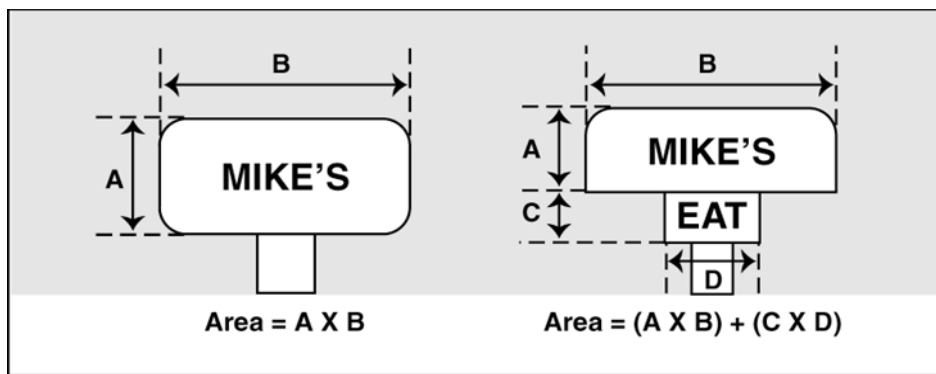 B
A
MIKE'S
Area = A X B
B
A
MIKE'S
C
EAT
D
Area = (A X B) + (C X D)